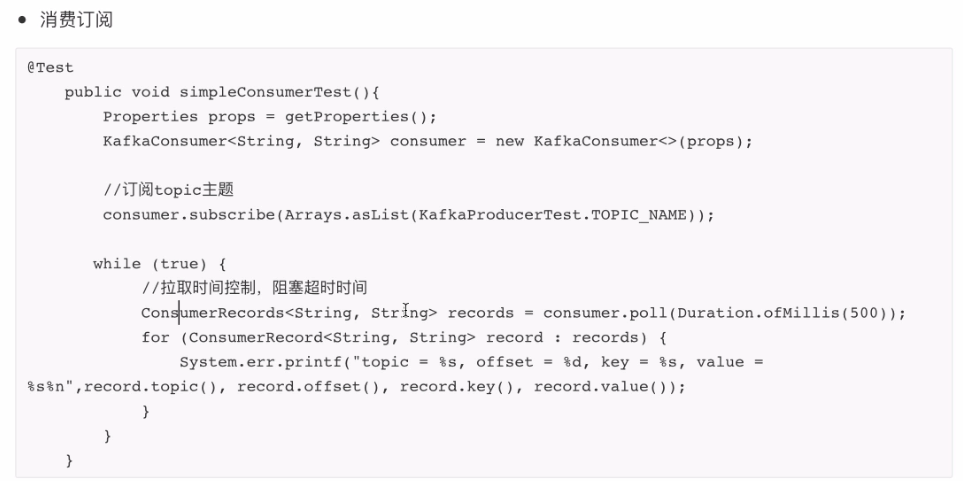 • 消费订阅
@Test
    public void simpleConsumerTest(){
        Properties props = getProperties();
        KafkaConsumer<String, String> consumer = new KafkaConsumer<>(props);
        //订阅topic主题
        consumer.subscribe(Arrays.asList(KafkaProducerTest.TOPIC_NAME));
       while (true) {
            //拉取时间控制，阻塞超时时间
            ConsumerRecords<String, String> records = consumer.poll(Duration.ofMillis(500));
            for (ConsumerRecord<String, String> record : records) {
                System.err.printf("topic = %s, offset = %d, key = %s, value =
%s%n",record.topic(), record.offset(), record.key(), record.value());
            }
        }
    }